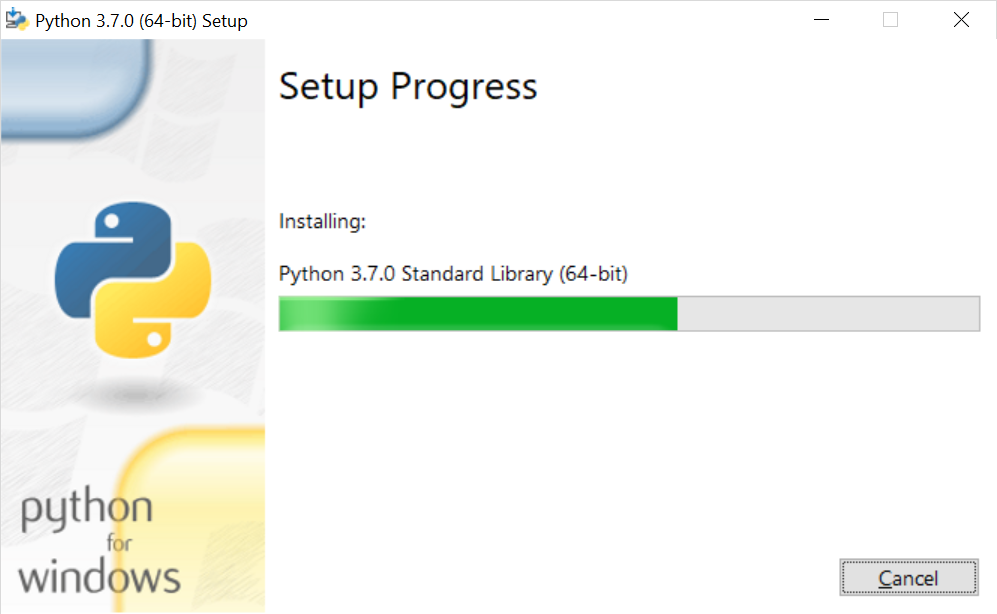 Python 3.7.0 (64-bit) Setup
Setup Progress
Installing:
Python 3.7.0 Standard Library (64-bit)
python
for
windows
Cancel